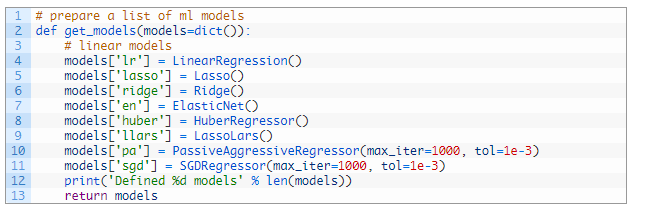 1 # prepare a list of ml models
2 def get_models(models=dict()):
3     # linear models
4     models['lr'] = LinearRegression()
5     models['lasso'] = Lasso()
6     models['ridge'] = Ridge()
7     models['en'] = ElasticNet()
8     models['huber'] = HuberRegressor()
9     models['llars'] = LassoLars()
10     models['pa'] = PassiveAggressiveRegressor(max_iter=1000, tol=1e-3)
11     models['sgd'] = SGDRegressor(max_iter=1000, tol=1e-3)
12     print('Defined %d models' % len(models))
13     return models